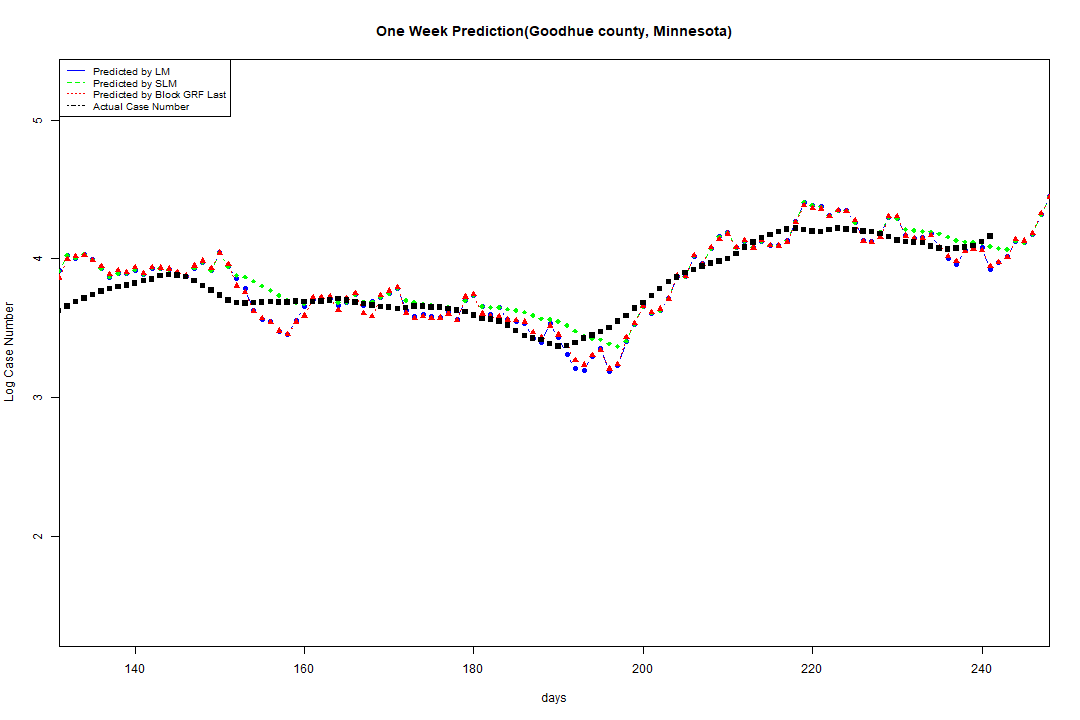 One Week Prediction(Goodhue county, Minnesota)
Predicted by LM
Predicted by SLM
Predicted by Block GRF Last
Actual Case Number
5
4
3
2
Log Case Number
140 160 180 200 220 240
days